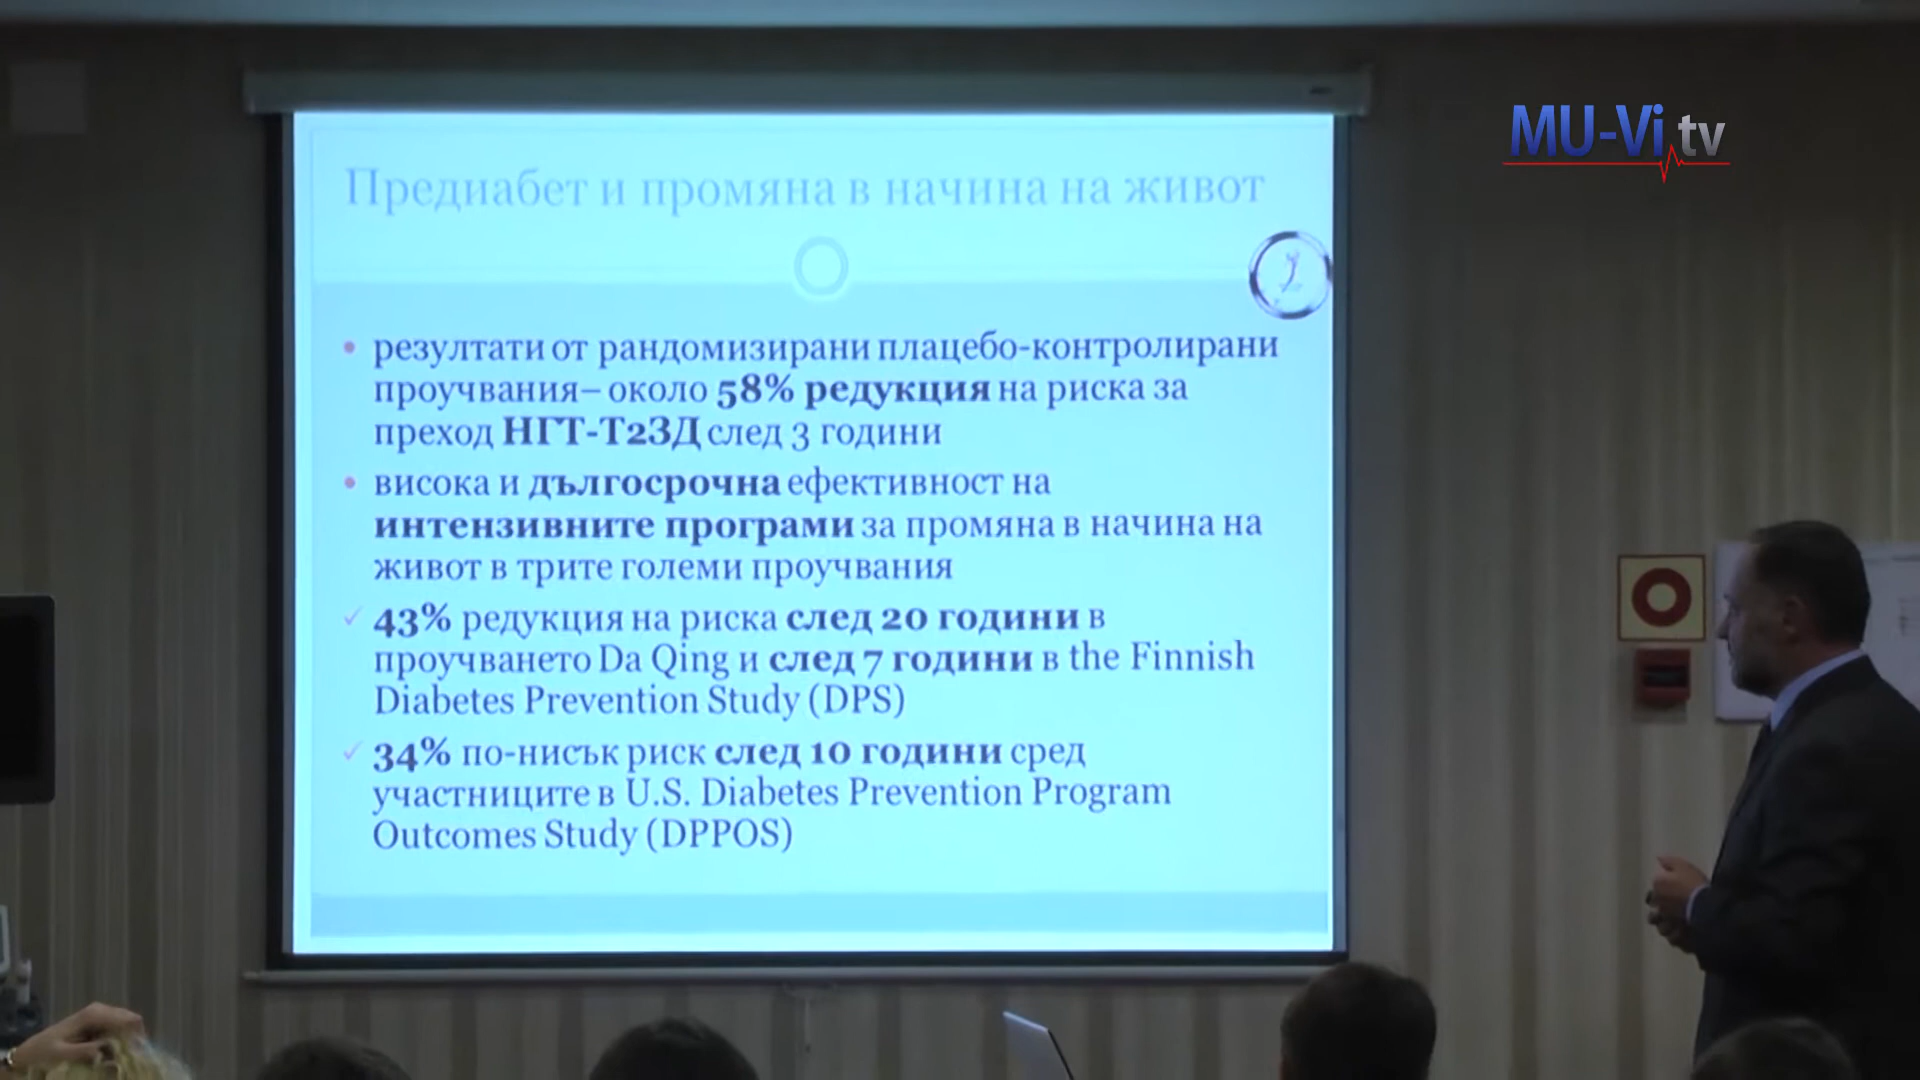 MU-Vi.tv
Предиабет и промяна в начина на живот
• резултати от рандомизирани плацебо-контролирани
проучвания– около 58% редукция на риска за
преход НГТ-Т2ЗД след 3 години
• висока и дългосрочна ефективност на
интензивните програми за промяна в начина на
живот в трите големи проучвания
✓ 43% редукция на риска след 20 години в
проучването Da Qing и след 7 години в the Finnish
Diabetes Prevention Study (DPS)
✓ 34% по-нисък риск след 10 години сред
участниците в U.S. Diabetes Prevention Program
Outcomes Study (DPPOS)